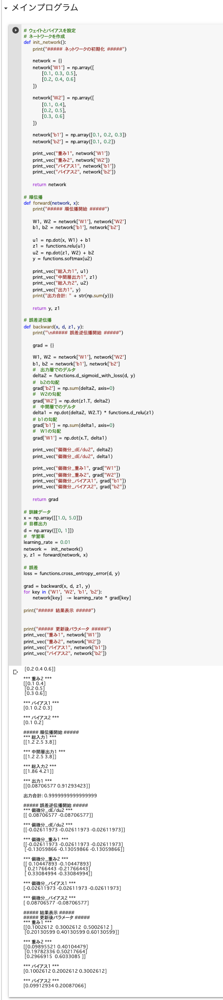 メインプログラム
# ウェイトとバイアスを設定
# ネートワークを作成
def init_network():
print("##### ネットワークの初期化 #####")
network = {}
network['W1'] = np.array([
[0.1, 0.3, 0.5],
[0.2, 0.4, 0.6]
])
network['W2'] = np.array([
[0.1, 0.4],
[0.2, 0.5],
[0.3, 0.6]
])
network['b1'] = np.array([0.1, 0.2, 0.3])
network['b2'] = np.array([0.1, 0.2])
print_vec("重み1", network['W1'])
print_vec("重み2", network['W2'])
print_vec("バイアス1", network['b1'])
print_vec("バイアス2", network['b2'])
return network
# 順伝播
def forward(network, x):
print("##### 順伝播開始 #####")
W1, W2 = network['W1'], network['W2']
b1, b2 = network['b1'], network['b2']
u1 = np.dot(x, W1) + b1
z1 = functions.relu(u1)
u2 = np.dot(z1, W2) + b2
y = functions.softmax(u2)
print_vec("総入力1", u1)
print_vec("中間層出力1", z1)
print_vec("総入力2", u2)
print_vec("出力1", y)
print("出力合計: " + str(np.sum(y)))
return y, z1
# 誤差逆伝播
def backward(x, d, z1, y):
print("\n##### 誤差逆伝播開始 #####")
grad = {}
W1, W2 = network['W1'], network['W2']
b1, b2 = network['b1'], network['b2']
# 出力層でのデルタ
delta2 = functions.d_sigmoid_with_loss(d, y)
# b2の勾配
grad['b2'] = np.sum(delta2, axis=0)
# W2の勾配
grad['W2'] = np.dot(z1.T, delta2)
# 中間層でのデルタ
delta1 = np.dot(delta2, W2.T) * functions.d_relu(z1)
# b1の勾配
grad['b1'] = np.sum(delta1, axis=0)
# W1の勾配
grad['W1'] = np.dot(x.T, delta1)
print_vec("偏微分_dE/du2", delta2)
print_vec("偏微分_dE/du2", delta1)
print_vec("偏微分_重み1", grad["W1"])
print_vec("偏微分_重み2", grad["W2"])
print_vec("偏微分_バイアス1", grad["b1"])
print_vec("偏微分_バイアス2", grad["b2"])
return grad
# 訓練データ
x = np.array([[1.0, 5.0]])
# 目標出力
d = np.array([[0, 1]])
# 学習率
learning_rate = 0.01
network = init_network()
y, z1 = forward(network, x)
# 誤差
loss = functions.cross_entropy_error(d, y)
grad = backward(x, d, z1, y)
for key in ('W1', 'W2', 'b1', 'b2'):
network[key] -= learning_rate * grad[key]
print("##### 結果表示 #####")
print("##### 更新後パラメータ #####")
print_vec("重み1", network['W1'])
print_vec("重み2", network['W2'])
print_vec("バイアス1", network['b1'])
print_vec("バイアス2", network['b2'])
[0.2 0.4 0.6]]
*** 重み2 ***
[[0.1 0.4]
[0.2 0.5]
[0.3 0.6]]
*** バイアス1 ***
[0.1 0.2 0.3]
*** バイアス2 ***
[0.1 0.2]
##### 順伝播開始 #####
*** 総入力1 ***
[[1.2 2.5 3.8]]
*** 中間層出力1 ***
[[1.2 2.5 3.8]]
*** 総入力2 ***
[[1.86 4.21]]
*** 出力1 ***
[[0.08706577 0.91293423]]
出力合計: 0.9999999999999999
##### 誤差逆伝播開始 #####
*** 偏微分_dE/du2 ***
[[ 0.08706577 -0.08706577]]
*** 偏微分_dE/du2 ***
[[-0.02611973 -0.02611973 -0.02611973]]
*** 偏微分_重み1 ***
[[-0.02611973 -0.02611973 -0.02611973]
[-0.13059866 -0.13059866 -0.13059866]]
*** 偏微分_重み2 ***
[[ 0.10447893 -0.10447893]
[ 0.21766443 -0.21766443]
[ 0.33084994 -0.33084994]]
*** 偏微分_バイアス1 ***
[-0.02611973 -0.02611973 -0.02611973]
*** 偏微分_バイアス2 ***
[ 0.08706577 -0.08706577]
##### 結果表示 #####
##### 更新後パラメータ #####
*** 重み1 ***
[[0.1002612 0.3002612 0.5002612 ]
[0.20130599 0.40130599 0.60130599]]
*** 重み2 ***
[[0.09895521 0.40104479]
[0.19782336 0.50217664]
[0.2966915 0.6033085 ]]
*** バイアス1 ***
[0.1002612 0.2002612 0.3002612]
*** バイアス2 ***
[0.09912934 0.20087066]